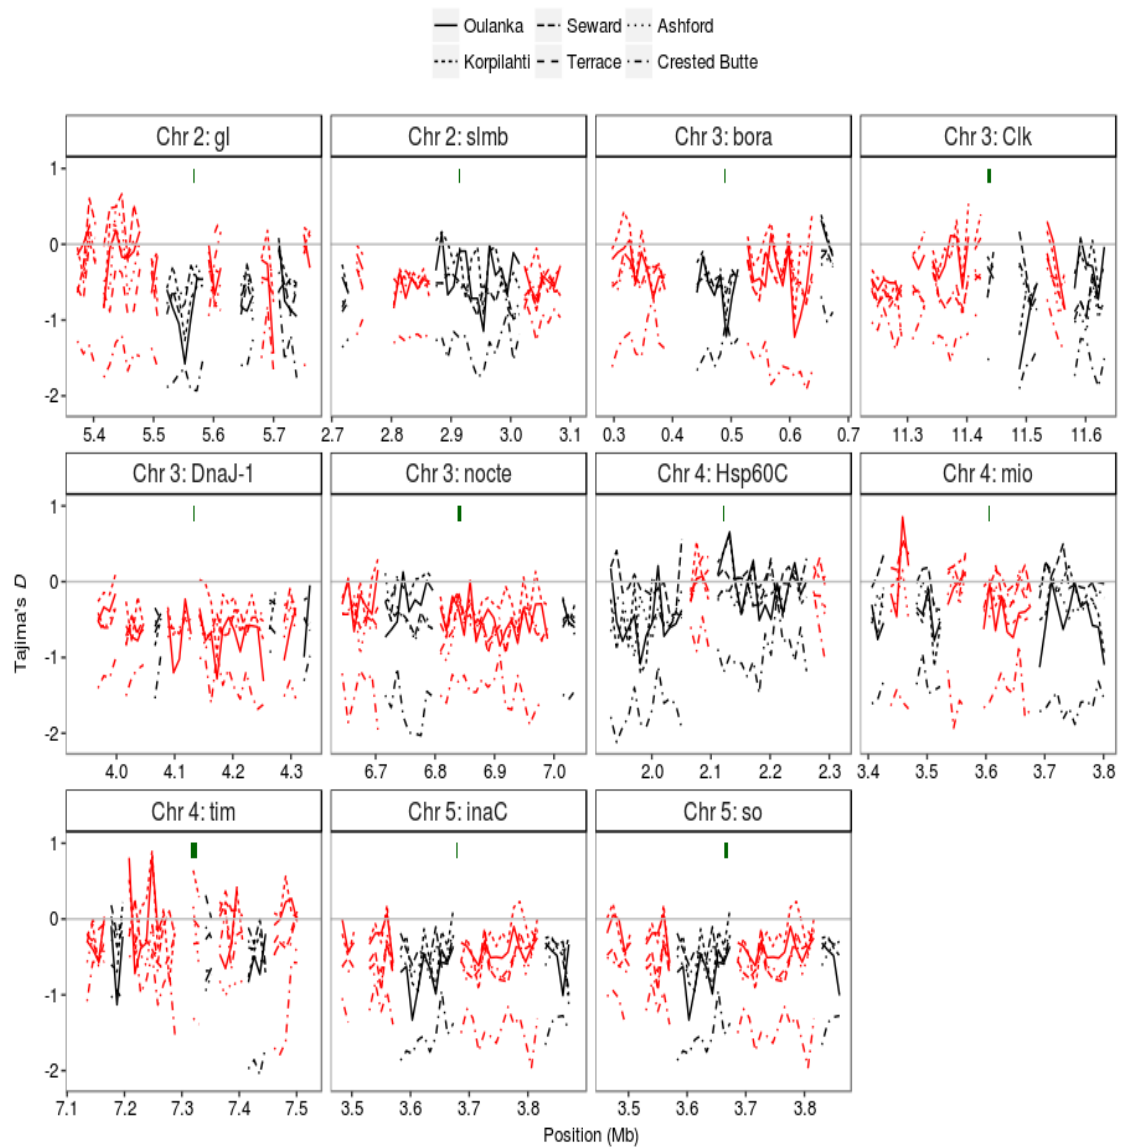 Oulanka Seward Ashford
Korpilahti Terrace Crested Butte
Chr 2: gl Chr 2: slmb Chr 3: bora Chr 3: Clk
1
0
-1
-2
5.4 5.5 5.6 5.7 2.7 2.8 2.9 3.0 3.1 0.3 0.4 0.5 0.6 0.7 11.3 11.4 11.5 11.6
Chr 3: DnaJ-1 Chr 3: nocte Chr 4: Hsp60C Chr 4: mio
1
0
-1
-2
Tajima's D
4.0 4.1 4.2 4.3 6.7 6.8 6.9 7.0 2.0 2.1 2.2 2.3 3.4 3.5 3.6 3.7 3.8
Chr 4: tim Chr 5: inaC Chr 5: so
1
0
-1
-2
7.1 7.2 7.3 7.4 7.5 3.5 3.6 3.7 3.8 3.5 3.6 3.7 3.8
Position (Mb)